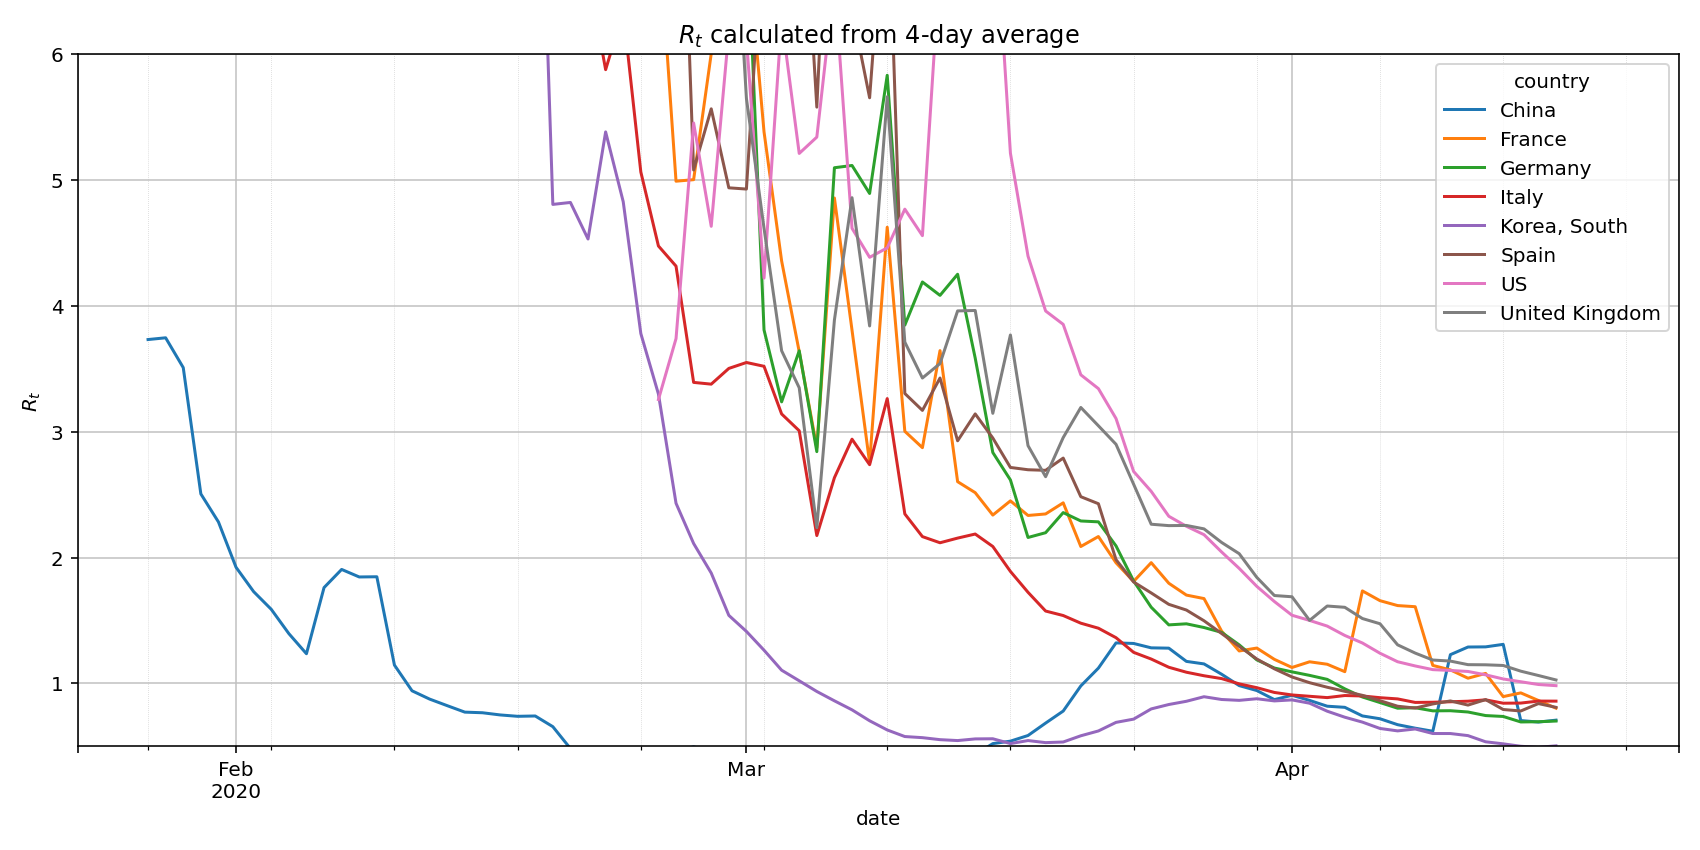 R_t calculated from 4-day average
6
5
4
3
2
1
R_t
country
China
France
Germany
Italy
Korea, South
Spain
US
United Kingdom
Feb
2020
Mar
Apr
date